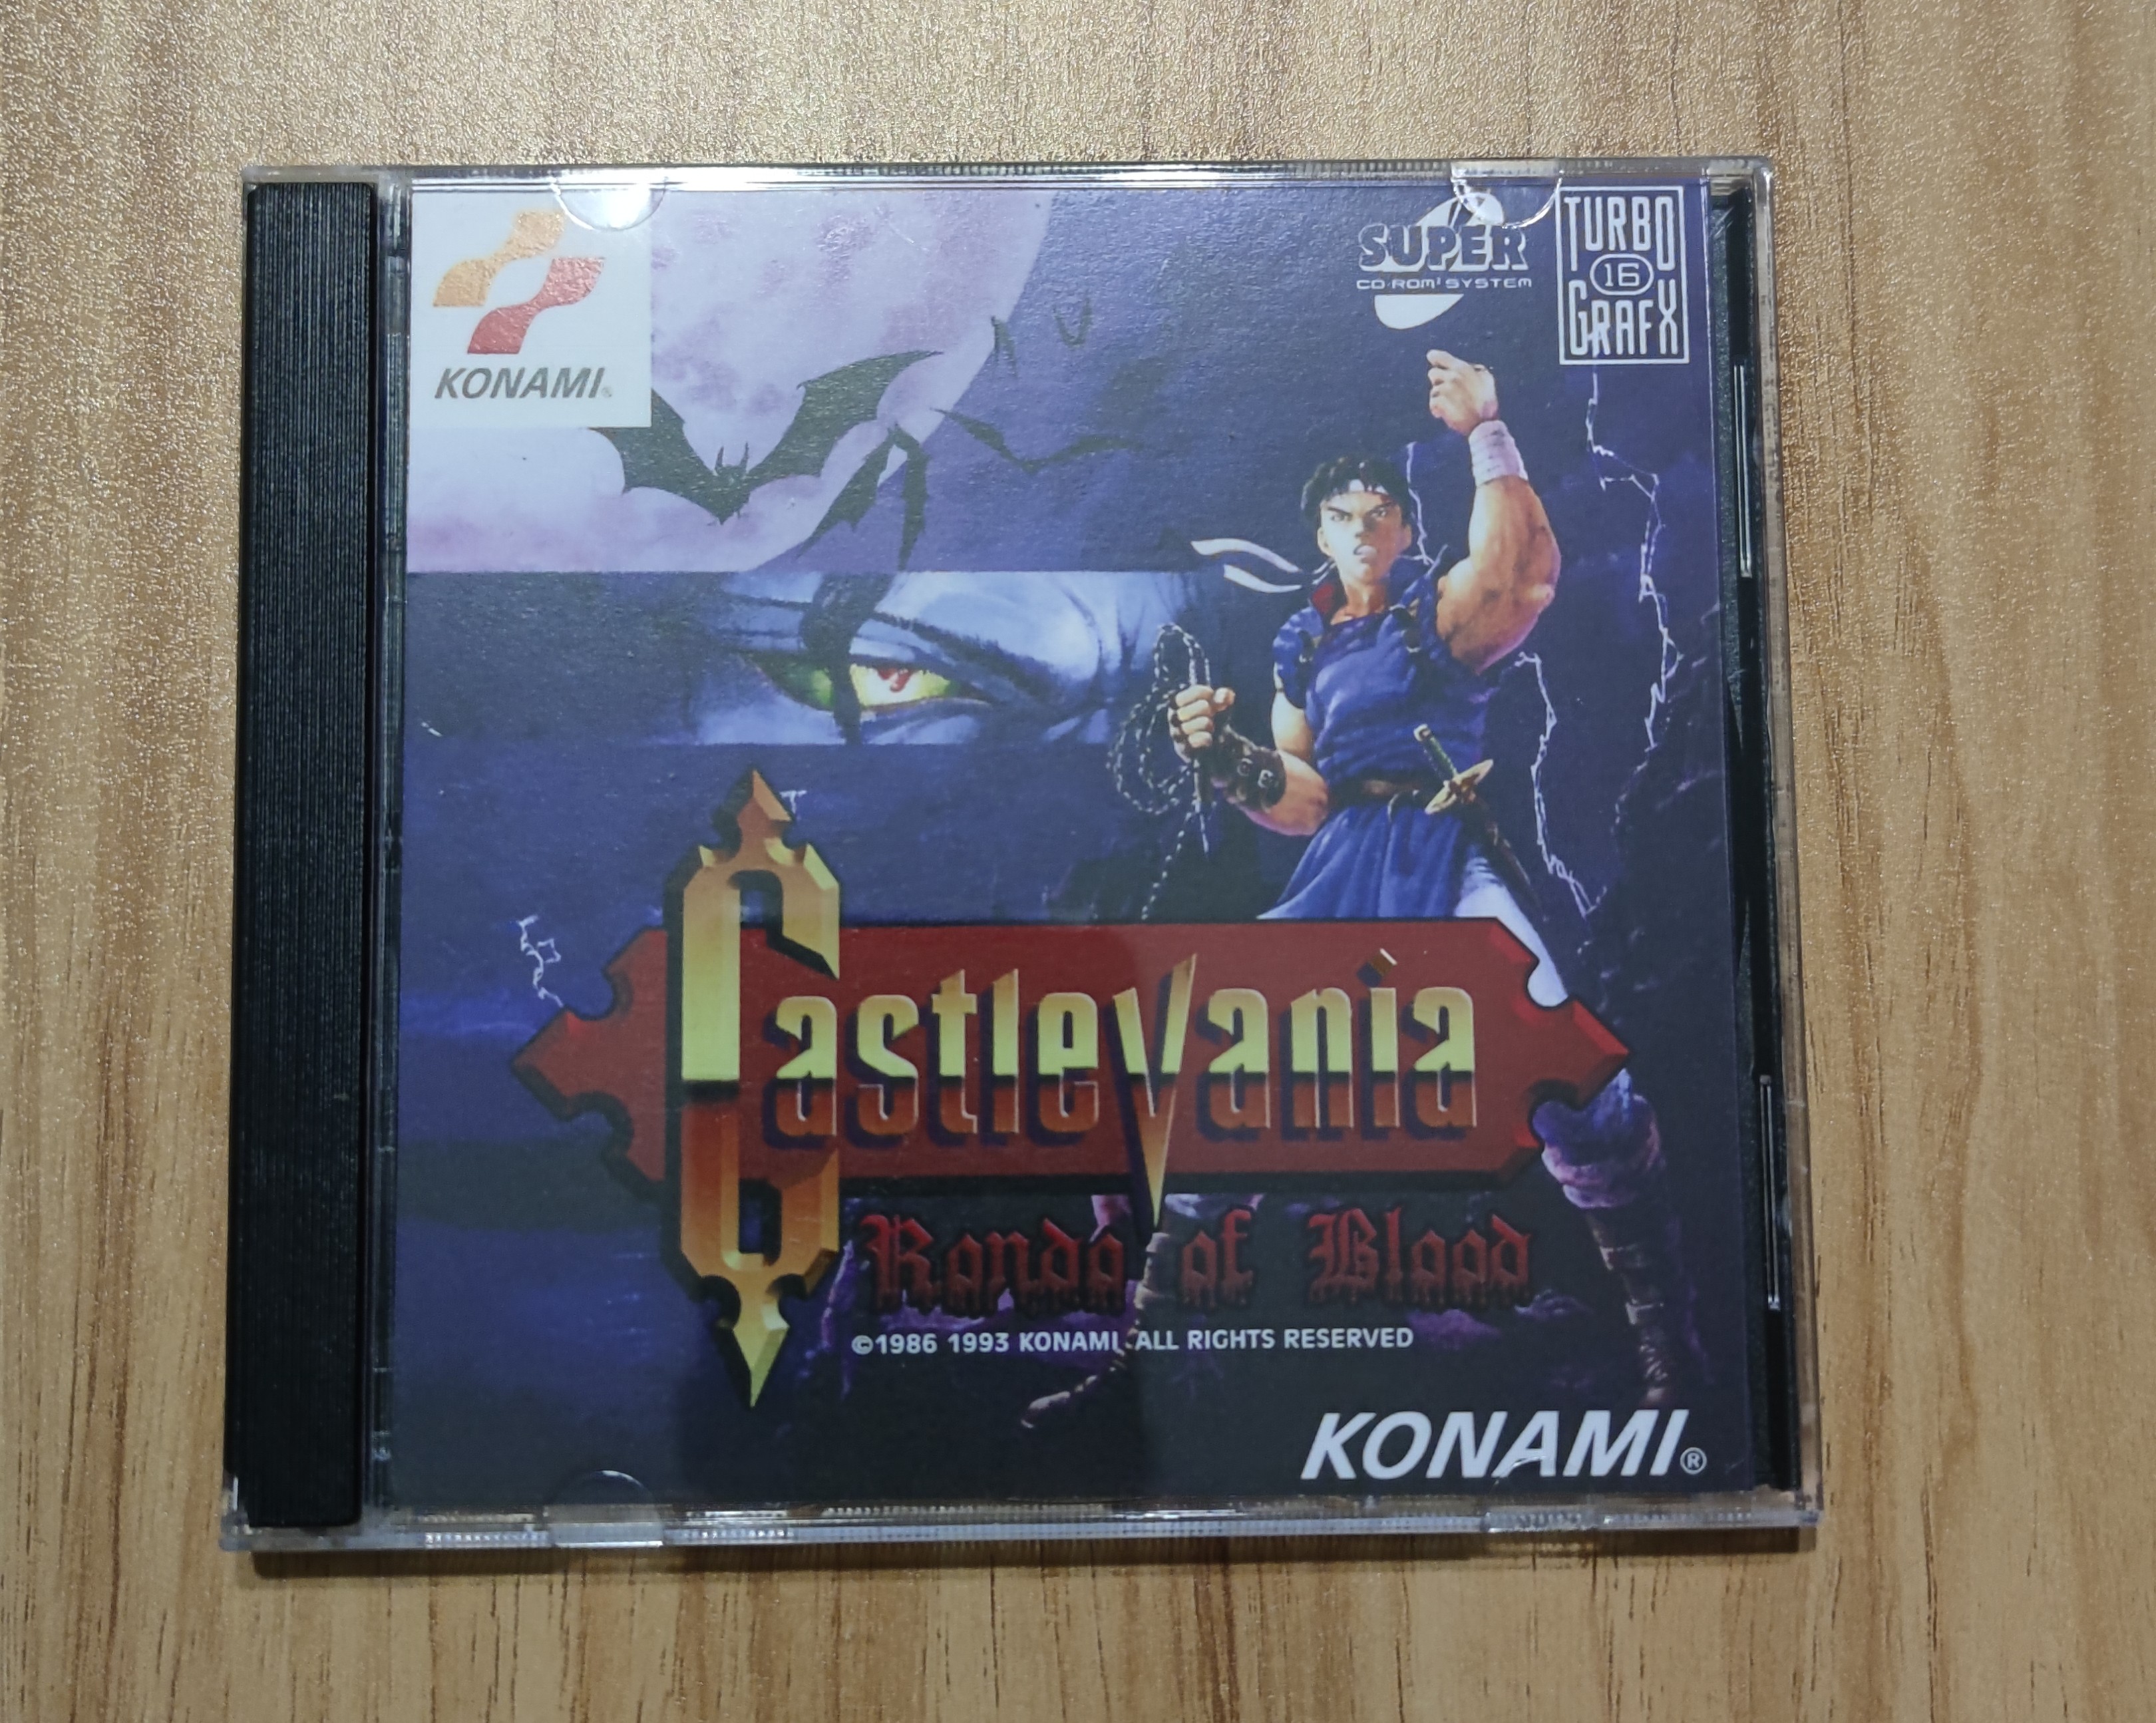 KONAMI
SUPER
CD-ROM² SYSTEM
TURBO
16
GRAFX
Castlevania
Rondo of Blood
©1986 1993 KONAMI ALL RIGHTS RESERVED
KONAMI®